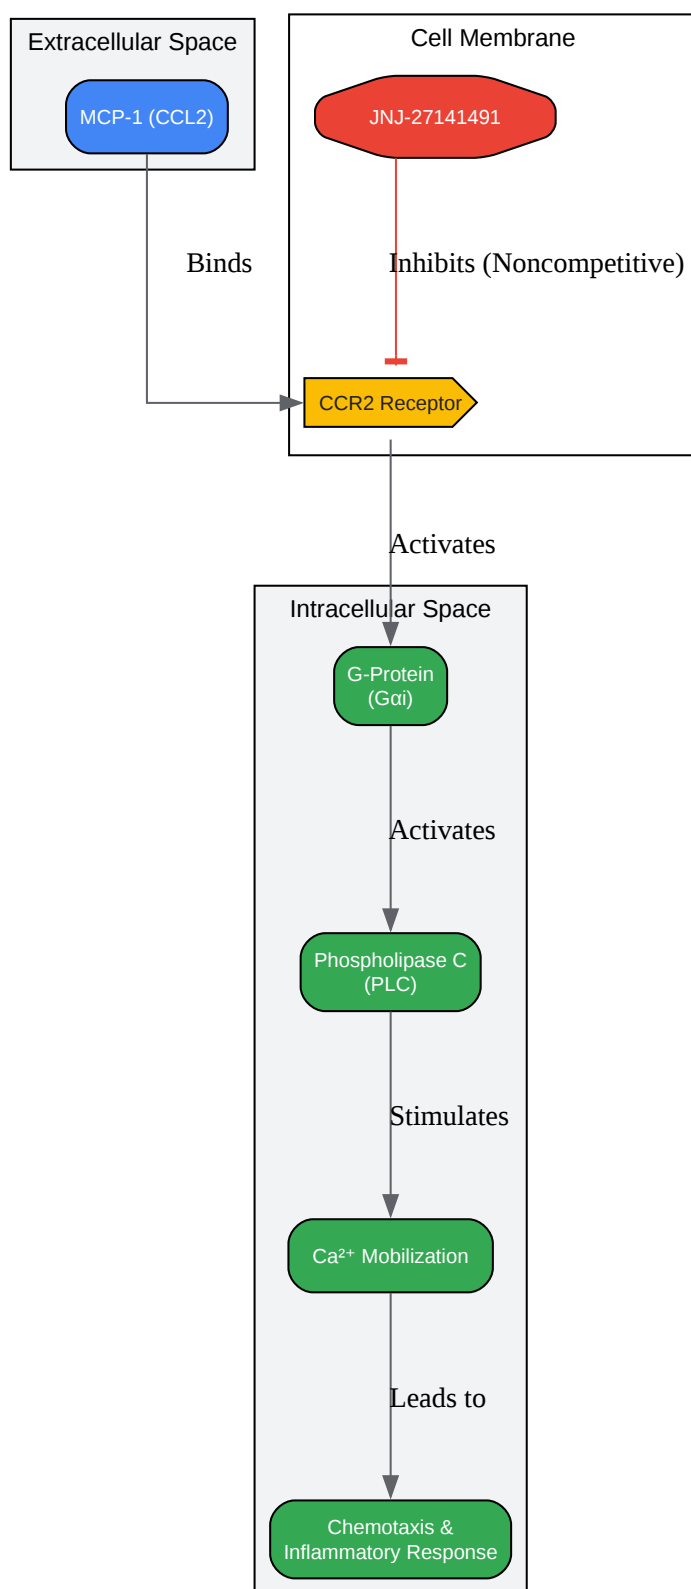 Extracellular Space
Cell Membrane
MCP-1 (CCL2)
JNJ-27141491
Binds
Inhibits (Noncompetitive)
CCR2 Receptor
Activates
Intracellular Space
G-Protein
(Gαi)
Activates
Phospholipase C
(PLC)
Stimulates
Ca²⁺ Mobilization
Leads to
Chemotaxis &
Inflammatory Response